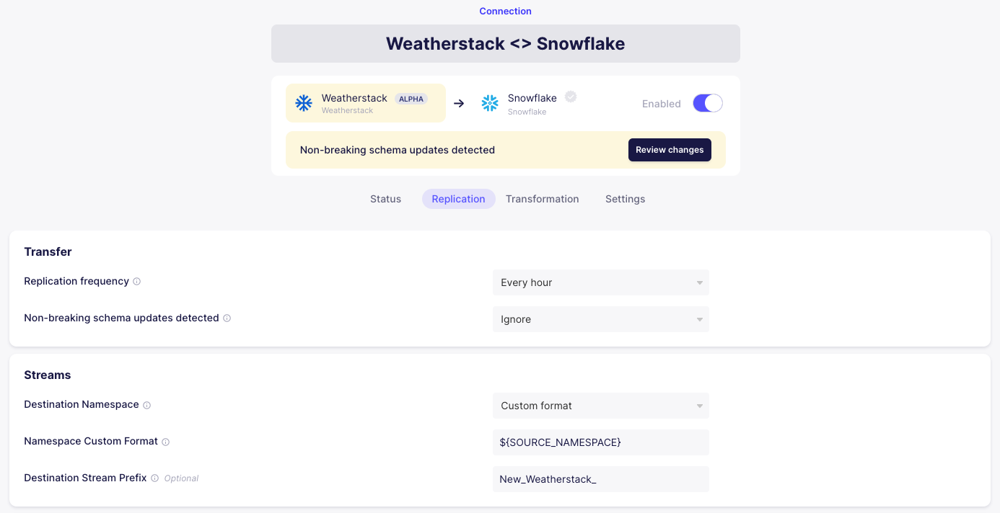 Connection
Weatherstack <> Snowflake
Weatherstack ALPHA
Weatherstack
Snowflake
Snowflake
Enabled
Non-breaking schema updates detected
Review changes
Status Replication Transformation Settings
Transfer
Replication frequency
Every hour
Non-breaking schema updates detected
Ignore
Streams
Destination Namespace
Custom format
Namespace Custom Format
${SOURCE_NAMESPACE}
Destination Stream Prefix Optional
New_Weatherstack_